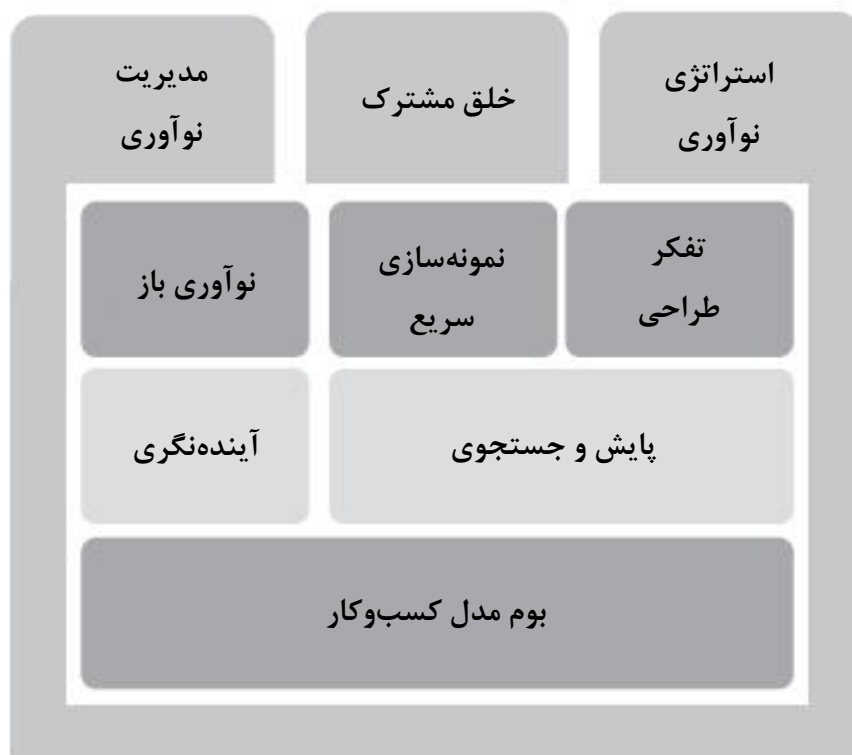 استراتژی
نوآوری
خلق مشترک
مدیریت
نوآوری
تفکر
طراحی
نمونه‌سازی
سریع
نوآوری باز
پایش و جستجوی
آینده‌نگری
بوم مدل کسب‌وکار